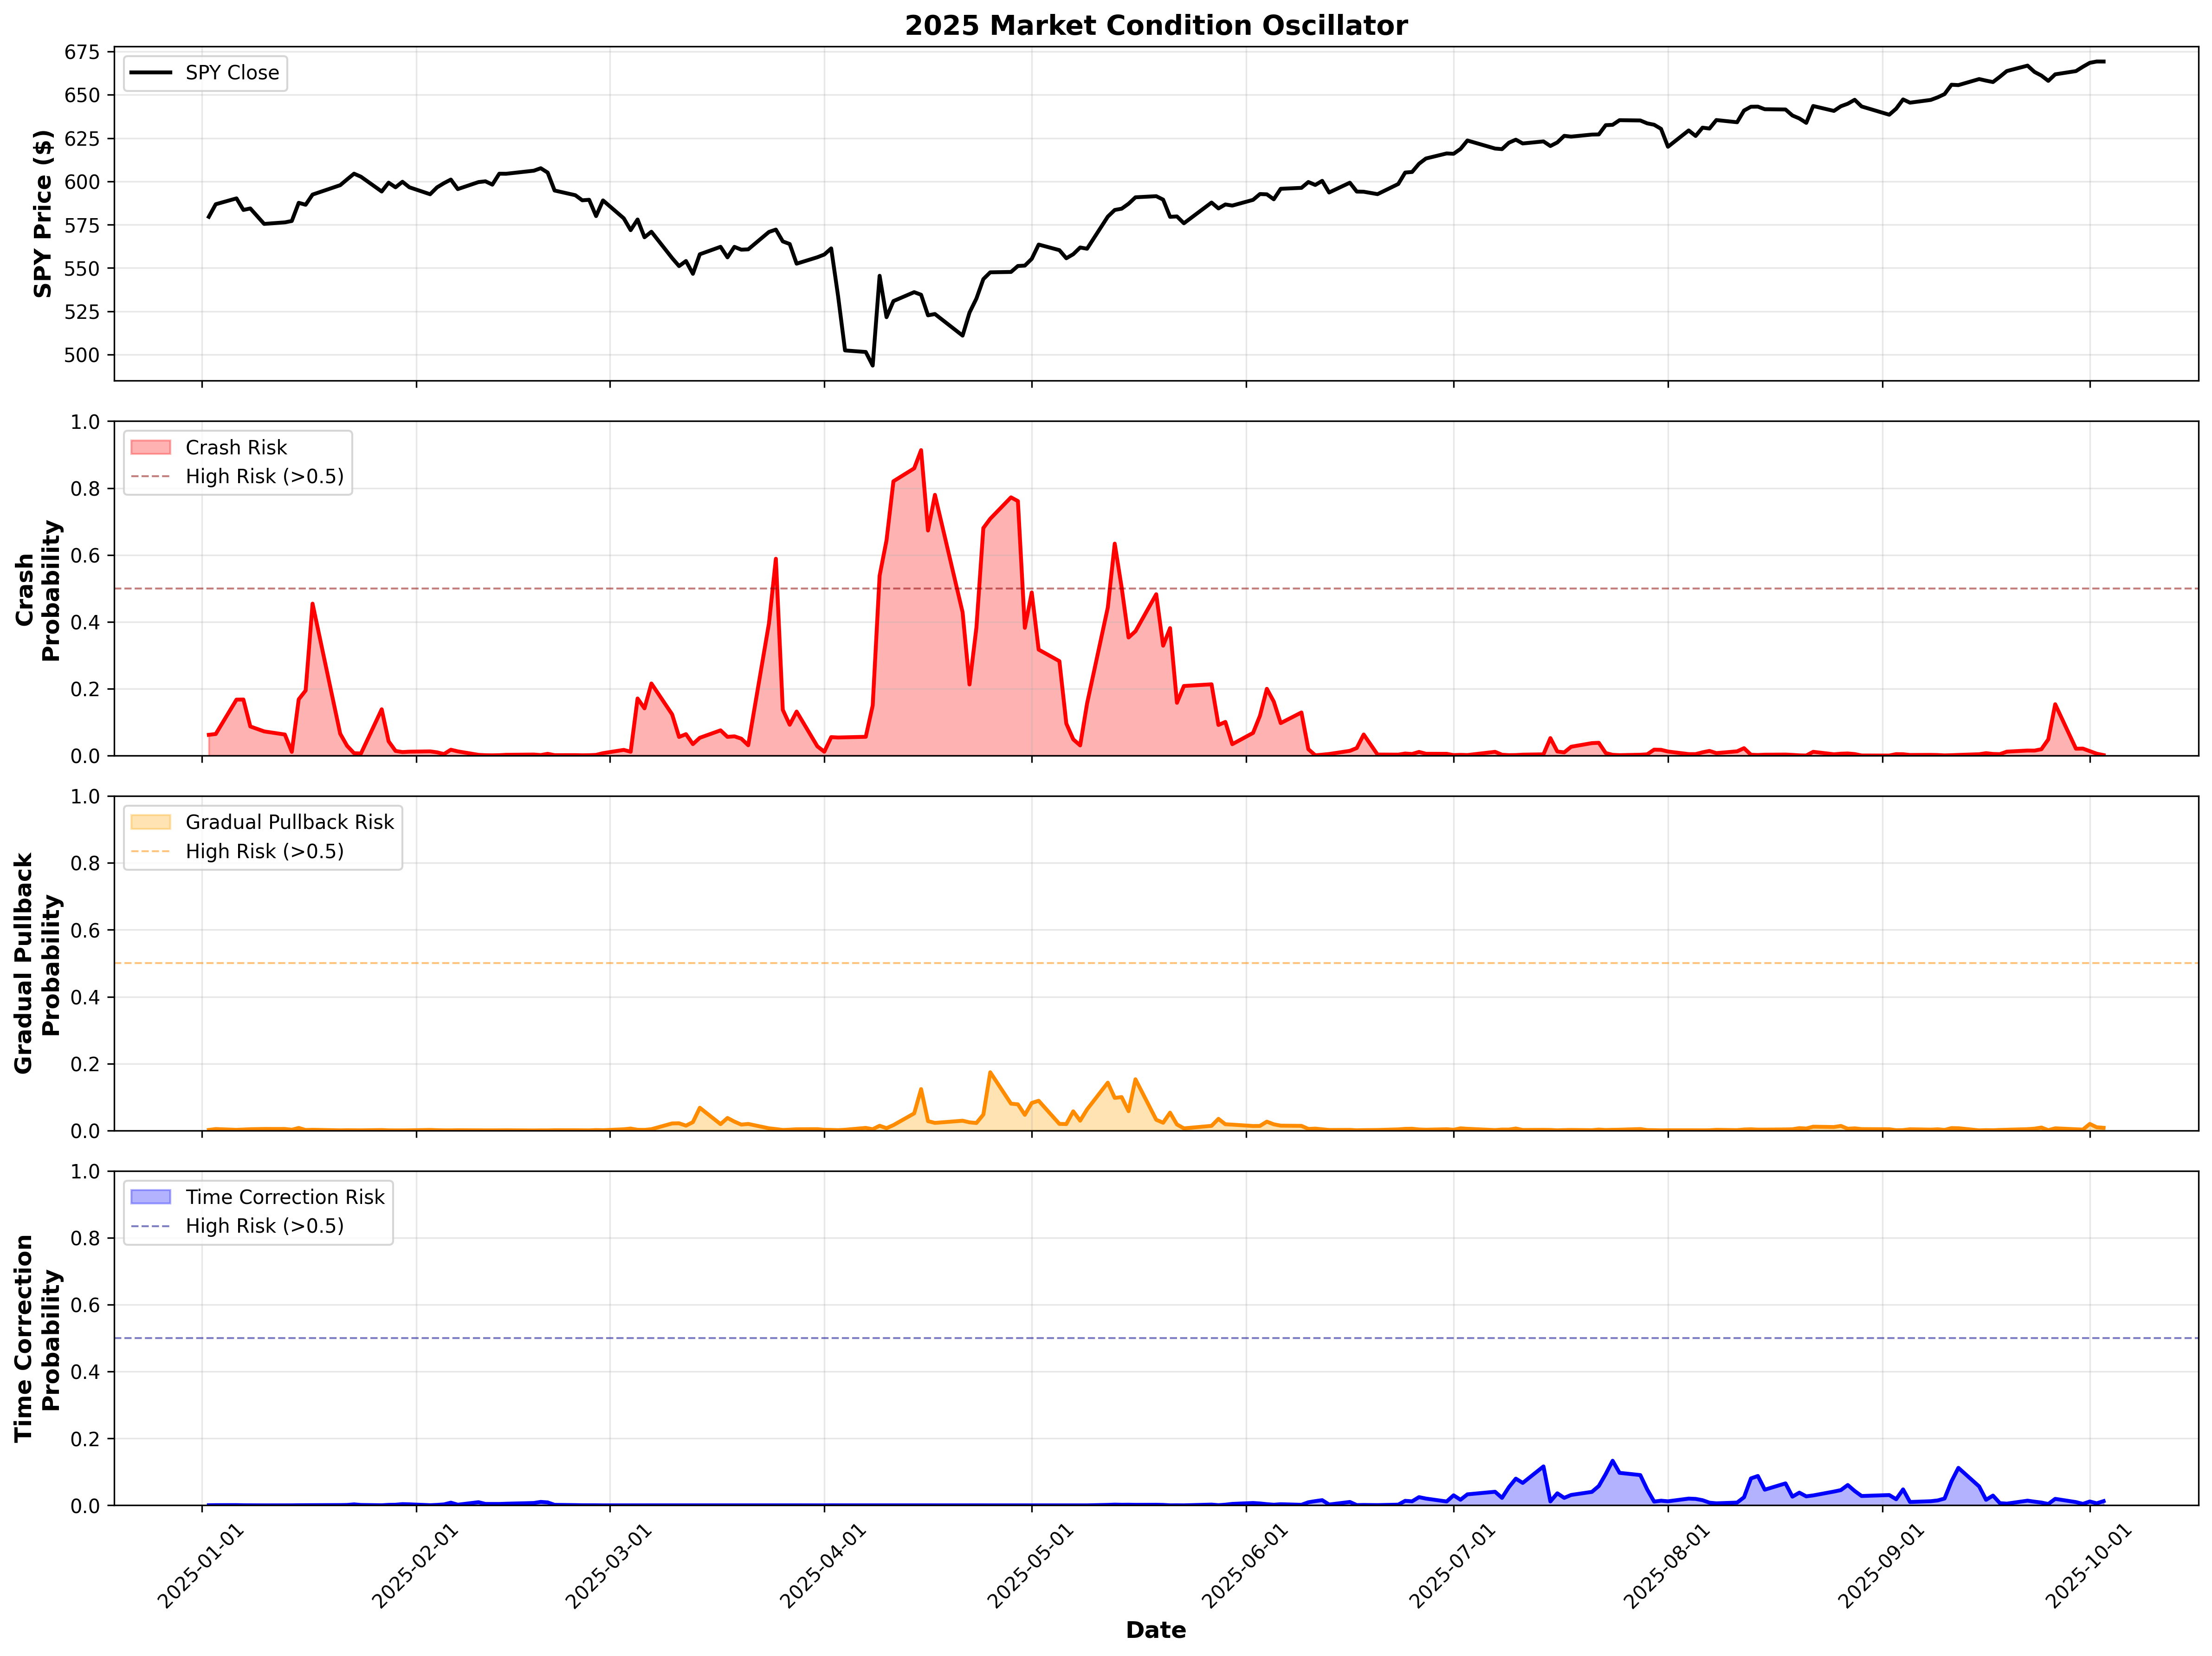 2025 Market Condition Oscillator
SPY Price ($)
675
650
625
600
575
550
525
500
SPY Close
Crash
Probability
1.0
0.8
0.6
0.4
0.2
0.0
Crash Risk
High Risk (>0.5)
Gradual Pullback
Probability
1.0
0.8
0.6
0.4
0.2
0.0
Gradual Pullback Risk
High Risk (>0.5)
Time Correction
Probability
1.0
0.8
0.6
0.4
0.2
0.0
Time Correction Risk
High Risk (>0.5)
2025-01-01
2025-02-01
2025-03-01
2025-04-01
2025-05-01
2025-06-01
2025-07-01
2025-08-01
2025-09-01
2025-10-01
Date